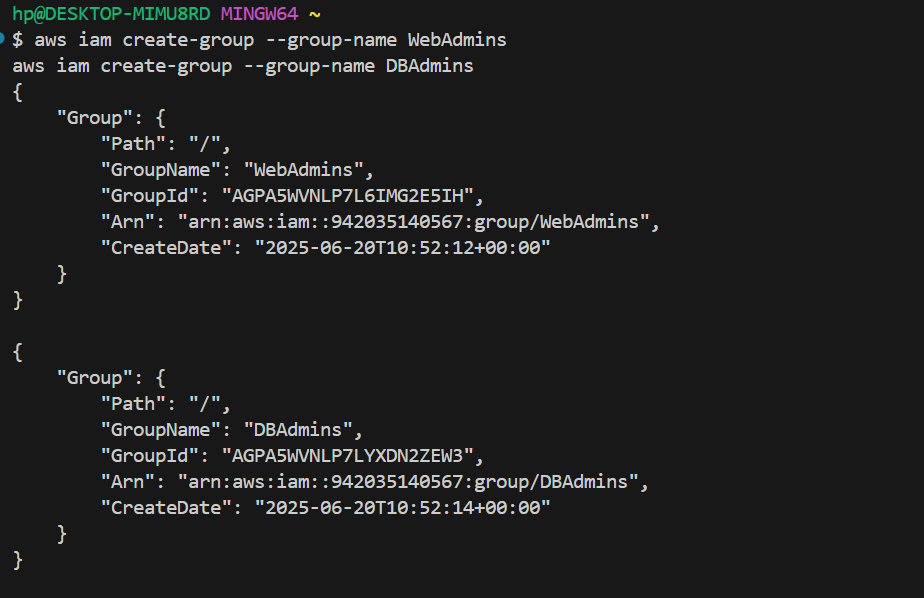 hp@DESKTOP-MIMU8RD MINGW64 ~
$ aws iam create-group --group-name WebAdmins
aws iam create-group --group-name DBAdmins
{
    "Group": {
        "Path": "/",
        "GroupName": "WebAdmins",
        "GroupId": "AGPA5WVNLP7L6IMG2E5IH",
        "Arn": "arn:aws:iam::942035140567:group/WebAdmins",
        "CreateDate": "2025-06-20T10:52:12+00:00"
    }
}

{
    "Group": {
        "Path": "/",
        "GroupName": "DBAdmins",
        "GroupId": "AGPA5WVNLP7LYXDN2ZEW3",
        "Arn": "arn:aws:iam::942035140567:group/DBAdmins",
        "CreateDate": "2025-06-20T10:52:14+00:00"
    }
}